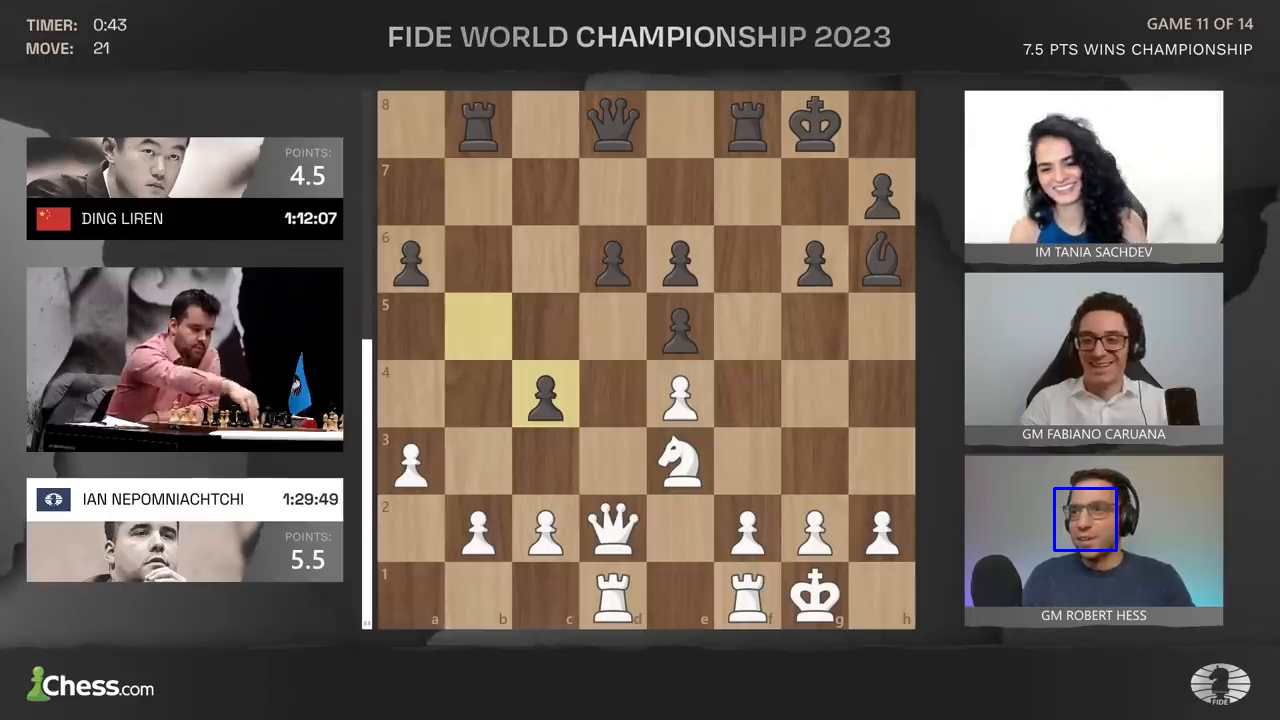 TIMER: 0:43
MOVE: 21
FIDE WORLD CHAMPIONSHIP 2023
GAME 11 OF 14
7.5 PTS WINS CHAMPIONSHIP
POINTS:
4.5
DING LIREN 1:12:07
IAN NEPOMNIACHTCHI 1:29:49
POINTS:
5.5
8
7
6
5
4
3
2
1
a b c d e f g h
IM TANIA SACHDEV
GM FABIANO CARUANA
GM ROBERT HESS
Chess.com
FIDE